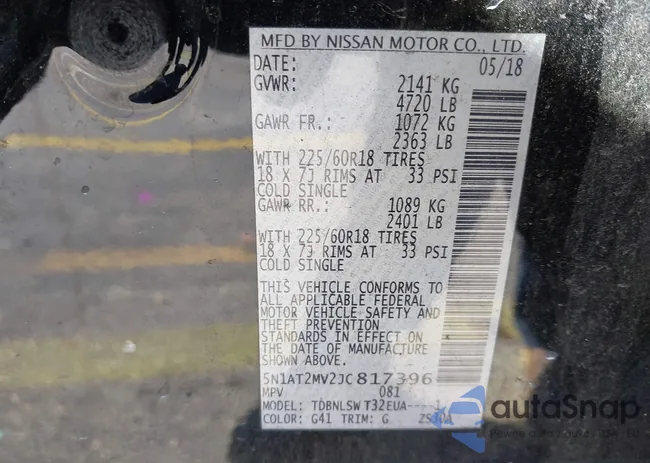 MFD BY NISSAN MOTOR CO., LTD.
DATE: 05/18
GVWR: 2141 KG
4720 LB
GAWR FR.: 1072 KG
2363 LB
WITH 225/60R18 TIRES
18 X 7J RIMS AT 33 PSI
COLD SINGLE
GAWR RR.: 1089 KG
2401 LB
WITH 225/60R18 TIRES
18 X 7J RIMS AT 33 PSI
COLD SINGLE
THIS VEHICLE CONFORMS TO
ALL APPLICABLE FEDERAL
MOTOR VEHICLE SAFETY AND
THEFT PREVENTION
STANDARDS IN EFFECT ON
THE DATE OF MANUFACTURE
SHOWN ABOVE.
5N1AT2MV2JC817396
MPV 081
MODEL: TDBNLSW T32EUA----
COLOR: G41 TRIM: G
autoSnap